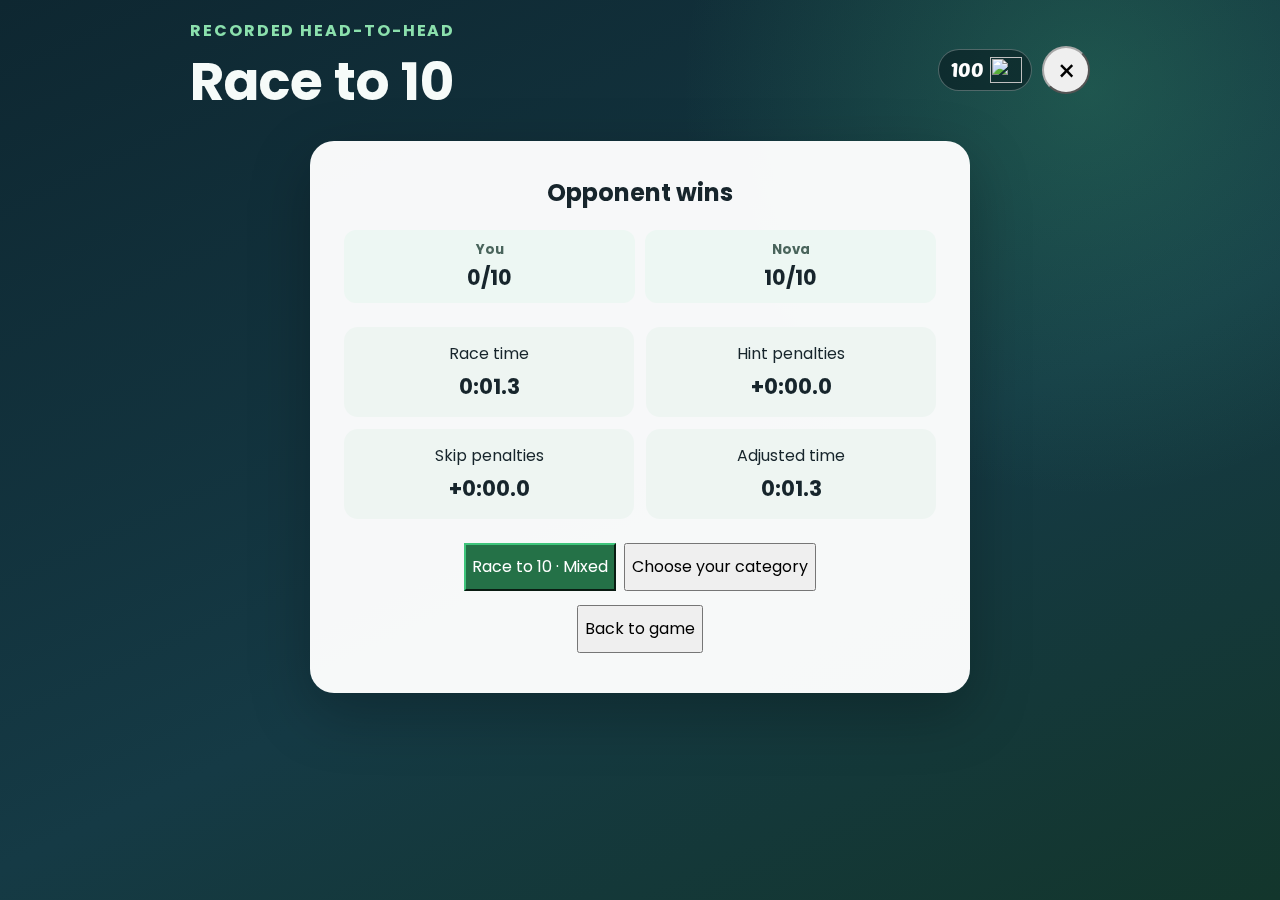 RECORDED HEAD-TO-HEAD
Race to 10
100
×
Opponent wins
You
0/10
Nova
10/10
Race time
0:01.3
Hint penalties
+0:00.0
Skip penalties
+0:00.0
Adjusted time
0:01.3
Race to 10 · Mixed
Choose your category
Back to game